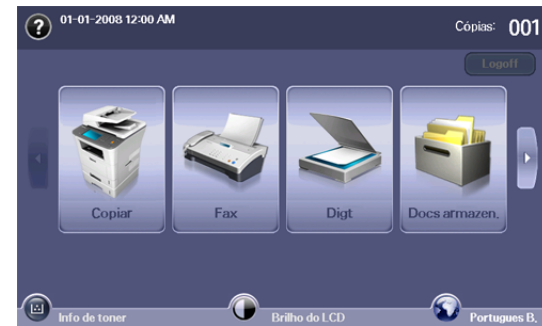 01-01-2008 12:00 AM
Cópias: 001
Logoff
Copiar
Fax
Digt
Docs armazen.
Info de toner
Brilho do LCD
Portugues B.